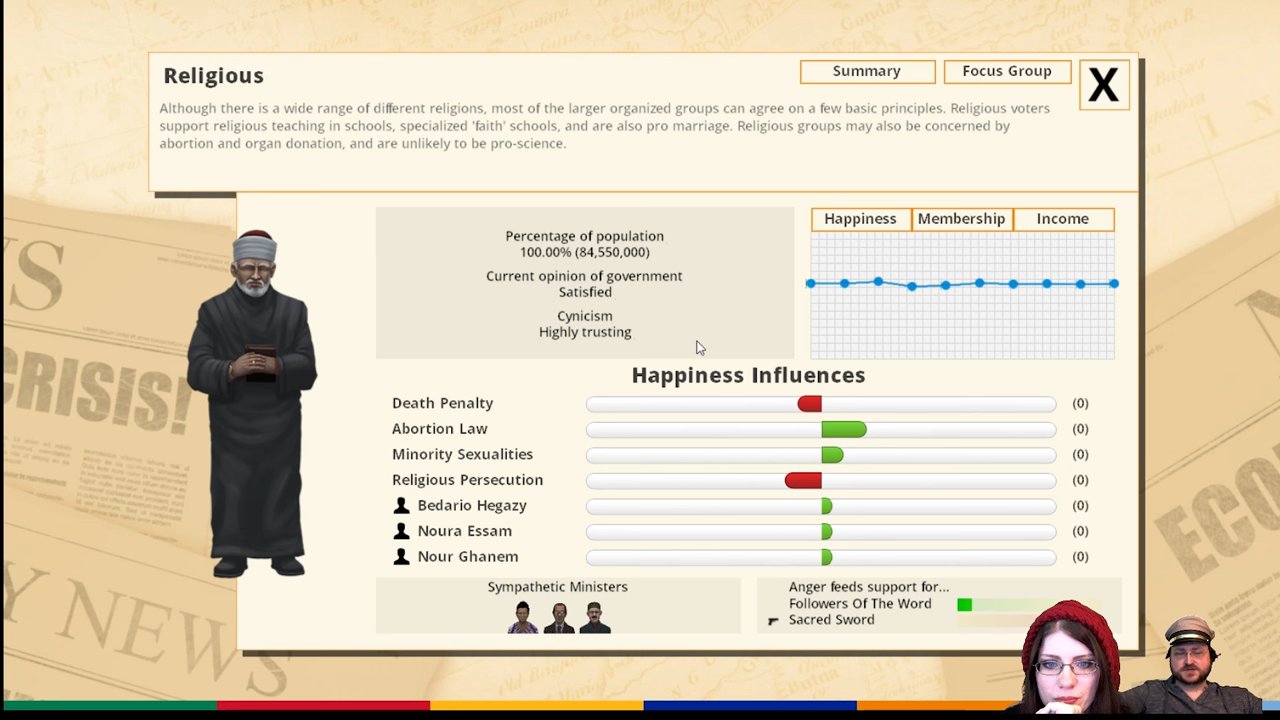 Religious
Summary
Focus Group
X
Although there is a wide range of different religions, most of the larger organized groups can agree on a few basic principles. Religious voters
support religious teaching in schools, specialized 'faith' schools, and are also pro marriage. Religious groups may also be concerned by
abortion and organ donation, and are unlikely to be pro-science.
Percentage of population
100.00% (84,550,000)
Current opinion of government
Satisfied
Cynicism
Highly trusting
Happiness
Membership
Income
Happiness Influences
Death Penalty (0)
Abortion Law (0)
Minority Sexualities (0)
Religious Persecution (0)
Bedario Hegazy (0)
Noura Essam (0)
Nour Ghanem (0)
Sympathetic Ministers
Anger feeds support for...
Followers Of The Word
Sacred Sword
CRISIS!
Y NEWS
ECO
Gondar